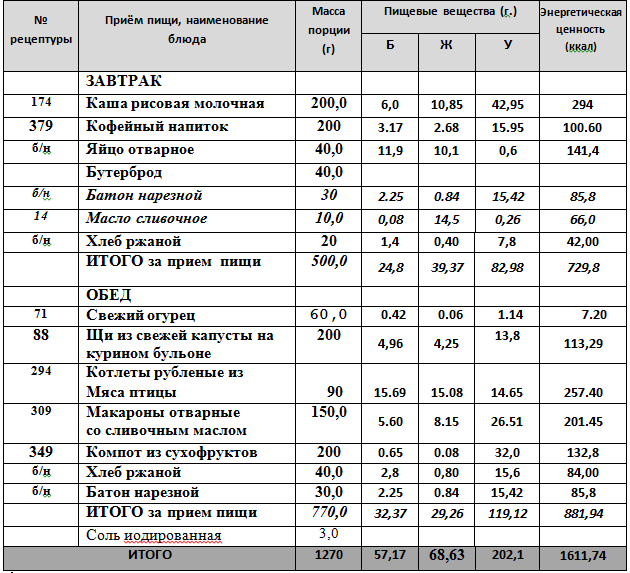 № рецептуры Приём пищи, наименование блюда Масса порции (г) Пищевые вещества (г.) Энергетическая ценность (ккал)
Б Ж У
ЗАВТРАК
174 Каша рисовая молочная 200,0 6,0 10,85 42,95 294
379 Кофейный напиток 200 3.17 2.68 15.95 100.60
б/н Яйцо отварное 40,0 11,9 10,1 0,6 141,4
Бутерброд 40,0
б/н Батон нарезной 30 2.25 0.84 15,42 85,8
14 Масло сливочное 10,0 0,08 14,5 0,26 66,0
б/н Хлеб ржаной 20 1,4 0,40 7,8 42,00
ИТОГО за прием пищи 500,0 24,8 39,37 82,98 729,8
ОБЕД
71 Свежий огурец 60,0 0.42 0.06 1.14 7.20
88 Щи из свежей капусты на 200 13,8
курином бульоне 4,96 4,25 113,29
294 Котлеты рубленые из
Мяса птицы 90 15.69 15.08 14.65 257.40
309 Макароны отварные 150,0
со сливочным маслом 5.60 8.15 26.51 201.45
349 Компот из сухофруктов 200 0.65 0.08 32,0 132,8
б/н Хлеб ржаной 40,0 2,8 0,80 15,6 84,00
б/н Батон нарезной 30,0 2.25 0.84 15,42 85,8
ИТОГО за прием пищи 770,0 32,37 29,26 119,12 881,94
Соль иодированная 3,0
ИТОГО 1270 57,17 68,63 202,1 1611,74